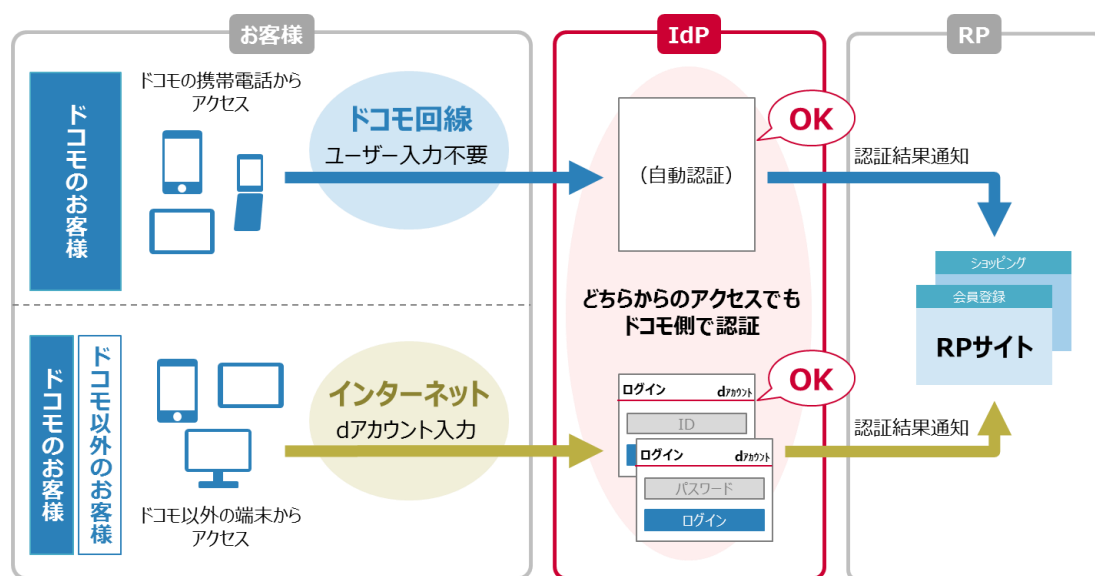 お客様
IdP
RP
ドコモのお客様
ドコモの携帯電話から
アクセス
ドコモ回線
ユーザー入力不要
(自動認証)
OK
認証結果通知
どちらからのアクセスでも
ドコモ側で認証
ショッピング
会員登録
RPサイト
ドコモのお客様
ドコモ以外のお客様
ドコモ以外の端末から
アクセス
インターネット
dアカウント入力
ログイン
dアカウント
ID
ログイン
dアカウント
パスワード
ログイン
OK
認証結果通知